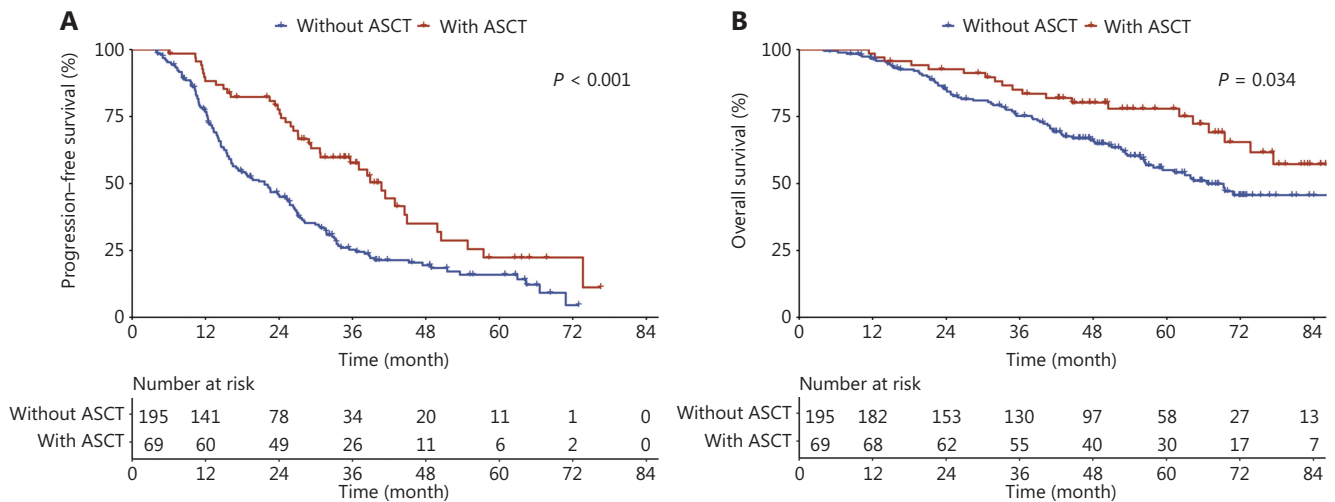 A
Without ASCT With ASCT
P < 0.001
Progression–free survival (%)
100
75
50
25
0
0 12 24 36 48 60 72 84
Time (month)
Number at risk
Without ASCT 195 141 78 34 20 11 1 0
With ASCT 69 60 49 26 11 6 2 0
0 12 24 36 48 60 72 84
Time (month)
B
Without ASCT With ASCT
P = 0.034
Overall survival (%)
100
75
50
25
0
0 12 24 36 48 60 72 84
Time (month)
Number at risk
Without ASCT 195 182 153 130 97 58 27 13
With ASCT 69 68 62 55 40 30 17 7
0 12 24 36 48 60 72 84
Time (month)